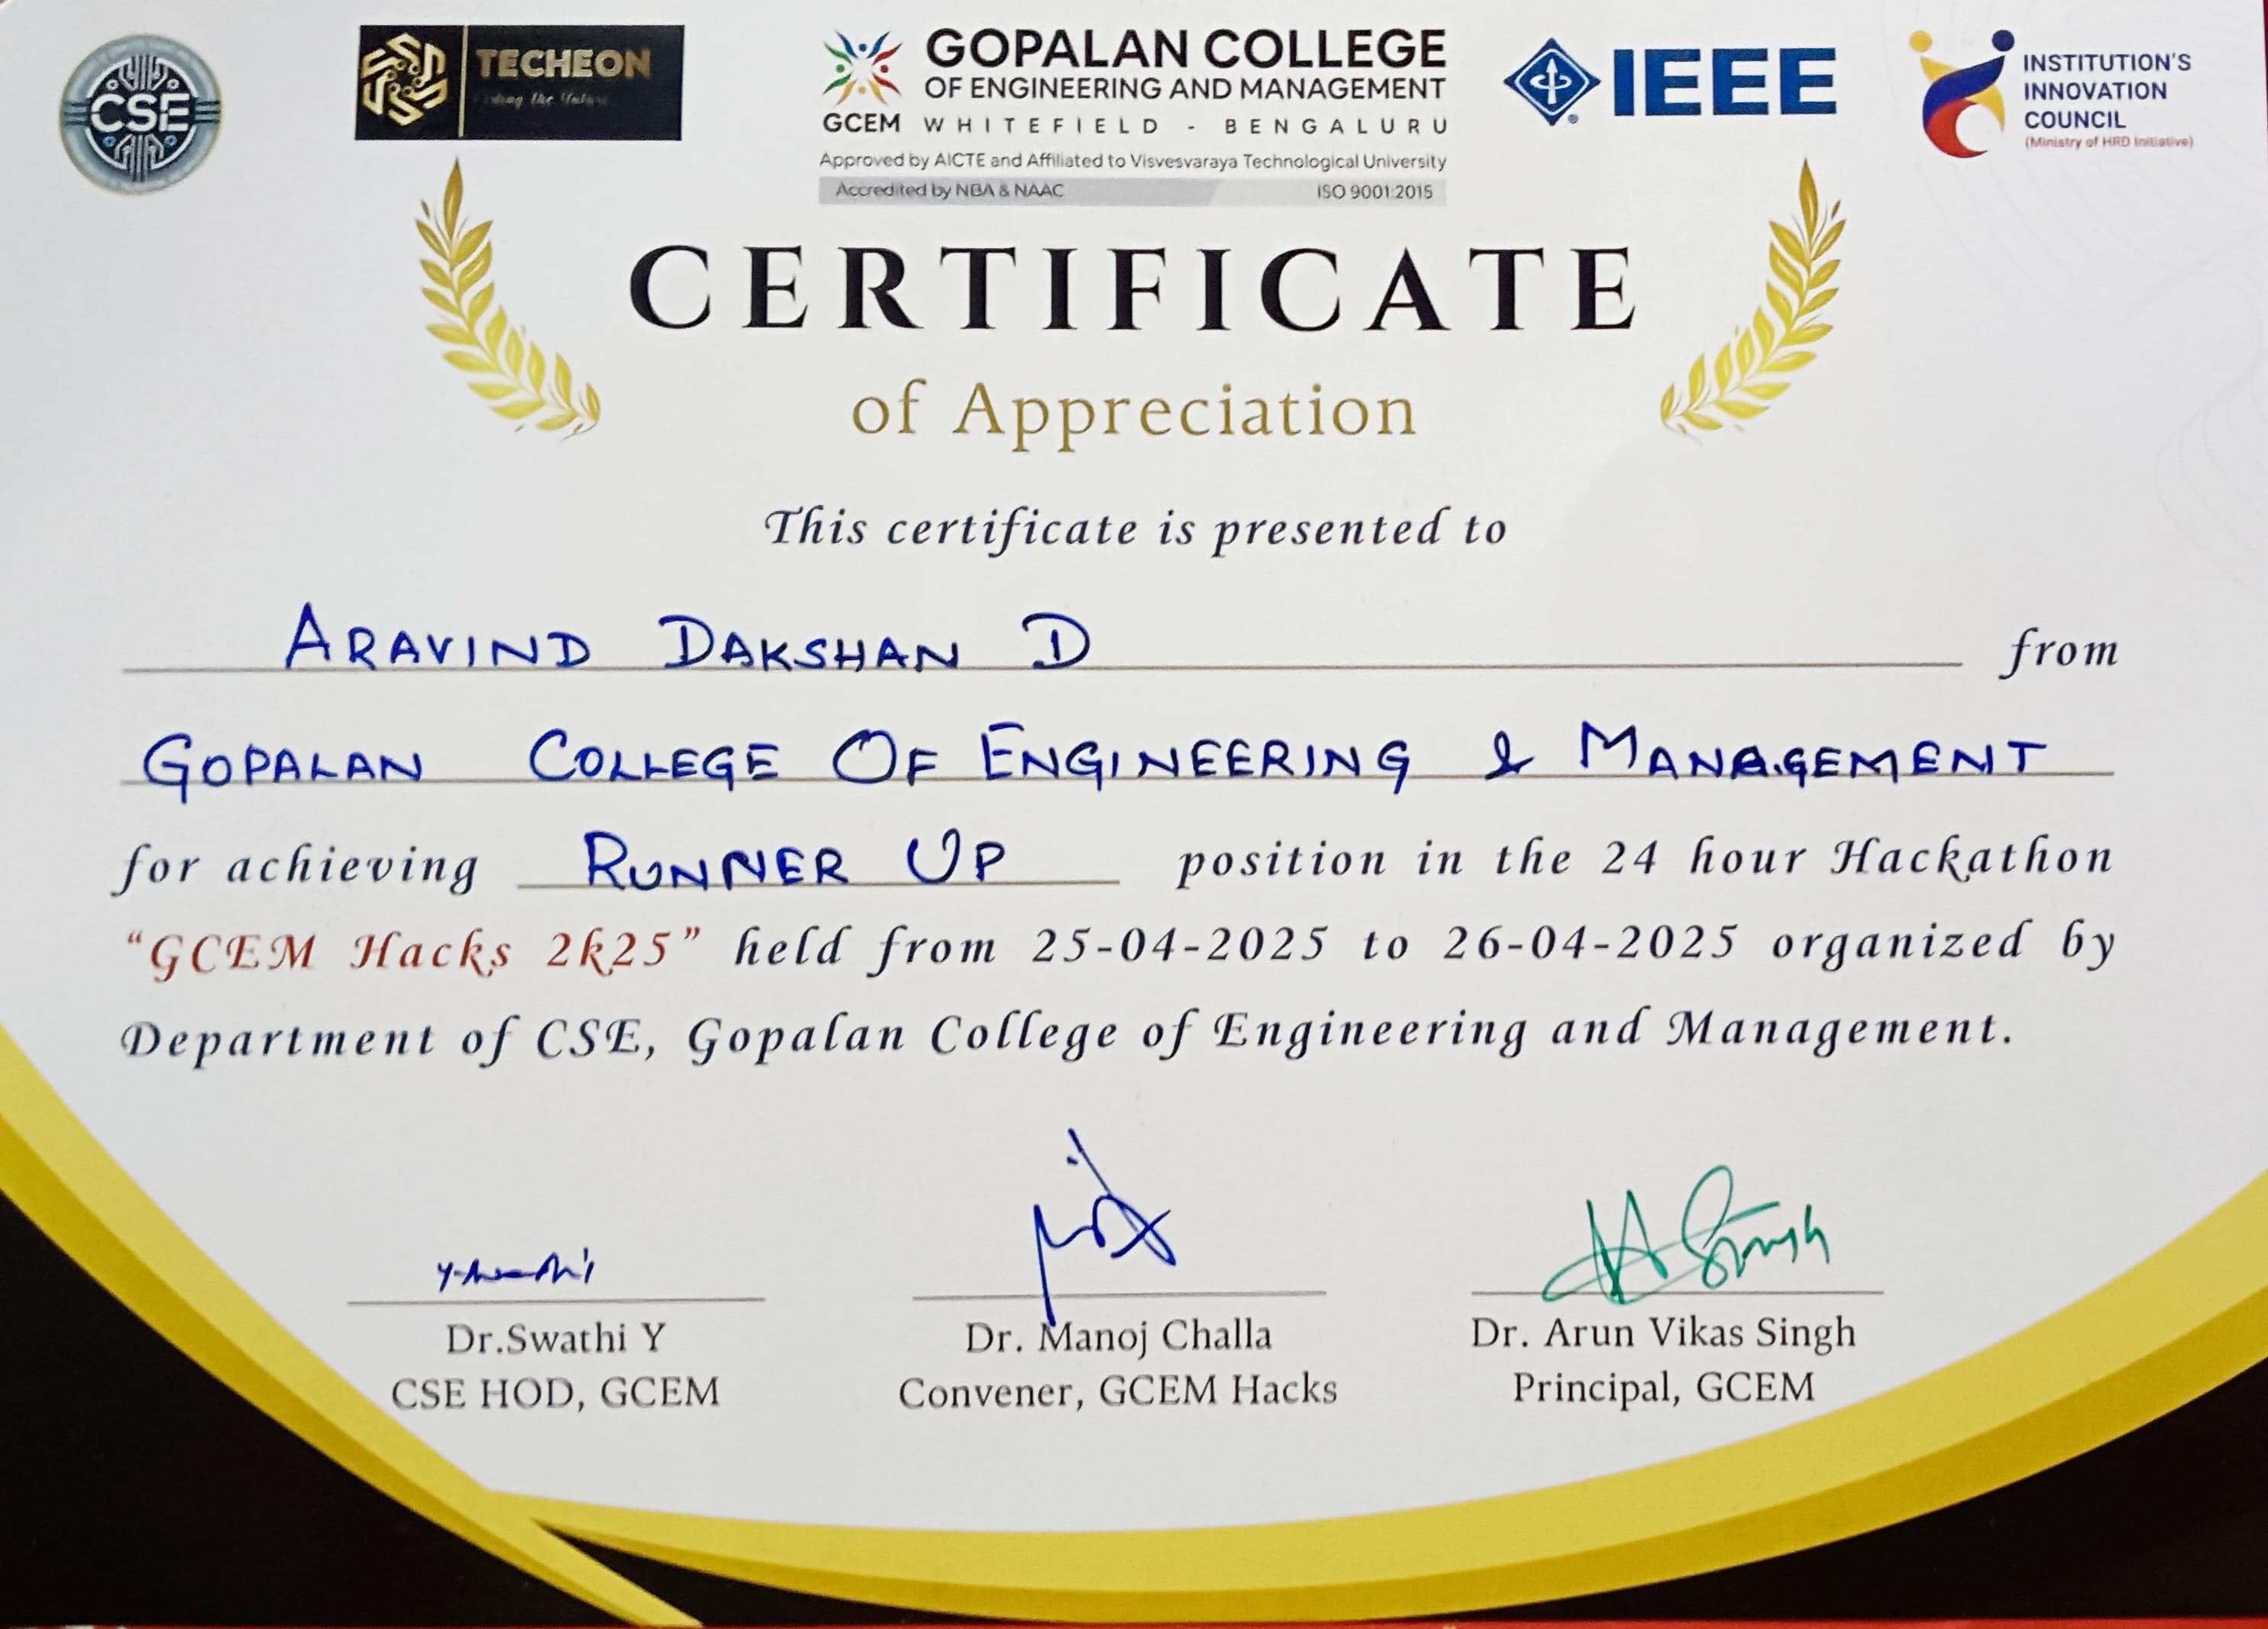 CSE
TECHEON
GOPALAN COLLEGE
OF ENGINEERING AND MANAGEMENT
GCEM WHITEFIELD - BENGALURU
Approved by AICTE and Affiliated to Visvesvaraya Technological University
Accredited by NBA & NAAC ISO 9001:2015
IEEE
INSTITUTION'S
INNOVATION
COUNCIL
(Ministry of HRD Initiative)
CERTIFICATE
of Appreciation
This certificate is presented to
ARAVIND DAKSHAN D from
GOPALAN COLLEGE OF ENGINEERING & MANAGEMENT
for achieving RUNNER UP position in the 24 hour Hackathon
“GCEM Hacks 2k25” held from 25-04-2025 to 26-04-2025 organized by
Department of CSE, Gopalan College of Engineering and Management.
Dr.Swathi Y
CSE HOD, GCEM
Dr. Manoj Challa
Convener, GCEM Hacks
Dr. Arun Vikas Singh
Principal, GCEM